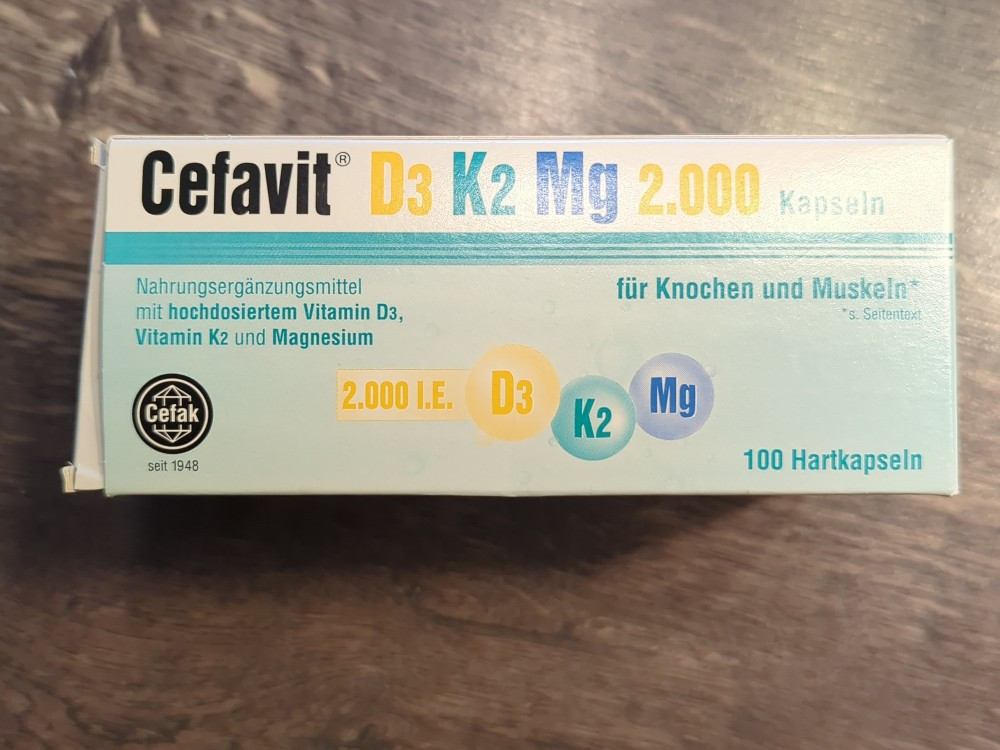 Cefavit® D3 K2 Mg 2.000 Kapseln
Nahrungsergänzungsmittel
mit hochdosiertem Vitamin D3,
Vitamin K2 und Magnesium
für Knochen und Muskeln*
*s. Seitentext
2.000 I.E. D3 K2 Mg
Cefak
seit 1948
100 Hartkapseln